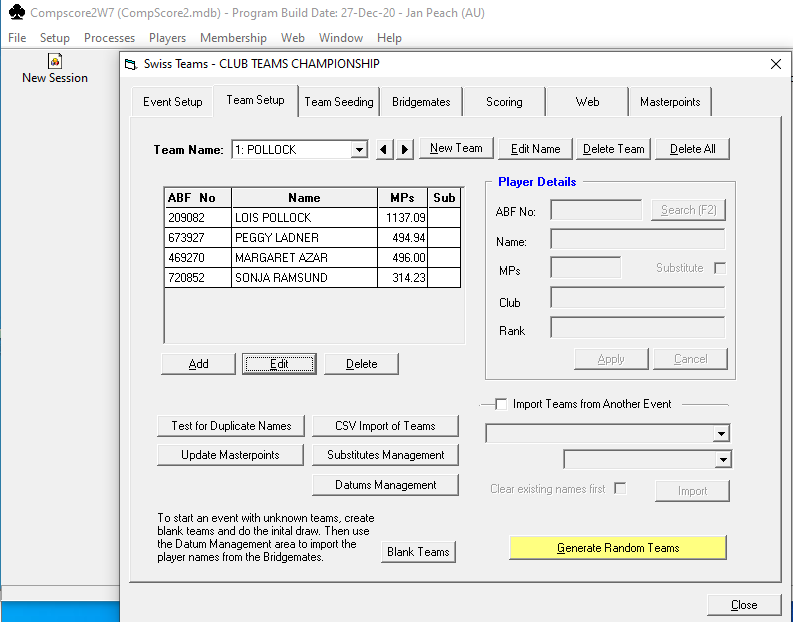 Compscore2W7 (CompScore2.mdb) - Program Build Date: 27-Dec-20 - Jan Peach (AU)
File Setup Processes Players Membership Web Window Help
New Session
Swiss Teams - CLUB TEAMS CHAMPIONSHIP
Event Setup Team Setup Team Seeding Bridgemates Scoring Web Masterpoints
Team Name: 1: POLLOCK New Team Edit Name Delete Team Delete All
ABF No Name MPs Sub
209082 LOIS POLLOCK 1137.09
673927 PEGGY LADNER 494.94
469270 MARGARET AZAR 496.00
720852 SONJA RAMSUND 314.23
Add Edit Delete
Player Details
ABF No: Search (F2)
Name:
MPs Substitute
Club
Rank
Apply Cancel
Test for Duplicate Names CSV Import of Teams
Update Masterpoints Substitutes Management
Datums Management
Import Teams from Another Event
Clear existing names first Import
To start an event with unknown teams, create
blank teams and do the inital draw. Then use
the Datum Management area to import the
player names from the Bridgemates.
Blank Teams
Generate Random Teams
Close